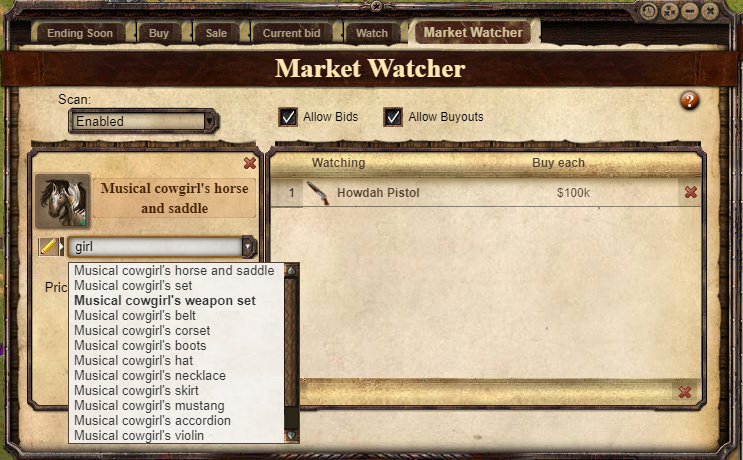 Ending Soon
Buy
Sale
Current bid
Watch
Market Watcher
Market Watcher
Scan:
Enabled
Allow Bids
Allow Buyouts
?
Musical cowgirl's horse
and saddle
girl
Pric
Musical cowgirl's horse and saddle
Musical cowgirl's set
Musical cowgirl's weapon set
Musical cowgirl's belt
Musical cowgirl's corset
Musical cowgirl's boots
Musical cowgirl's hat
Musical cowgirl's necklace
Musical cowgirl's skirt
Musical cowgirl's mustang
Musical cowgirl's accordion
Musical cowgirl's violin
Watching Buy each
1 Howdah Pistol $100k